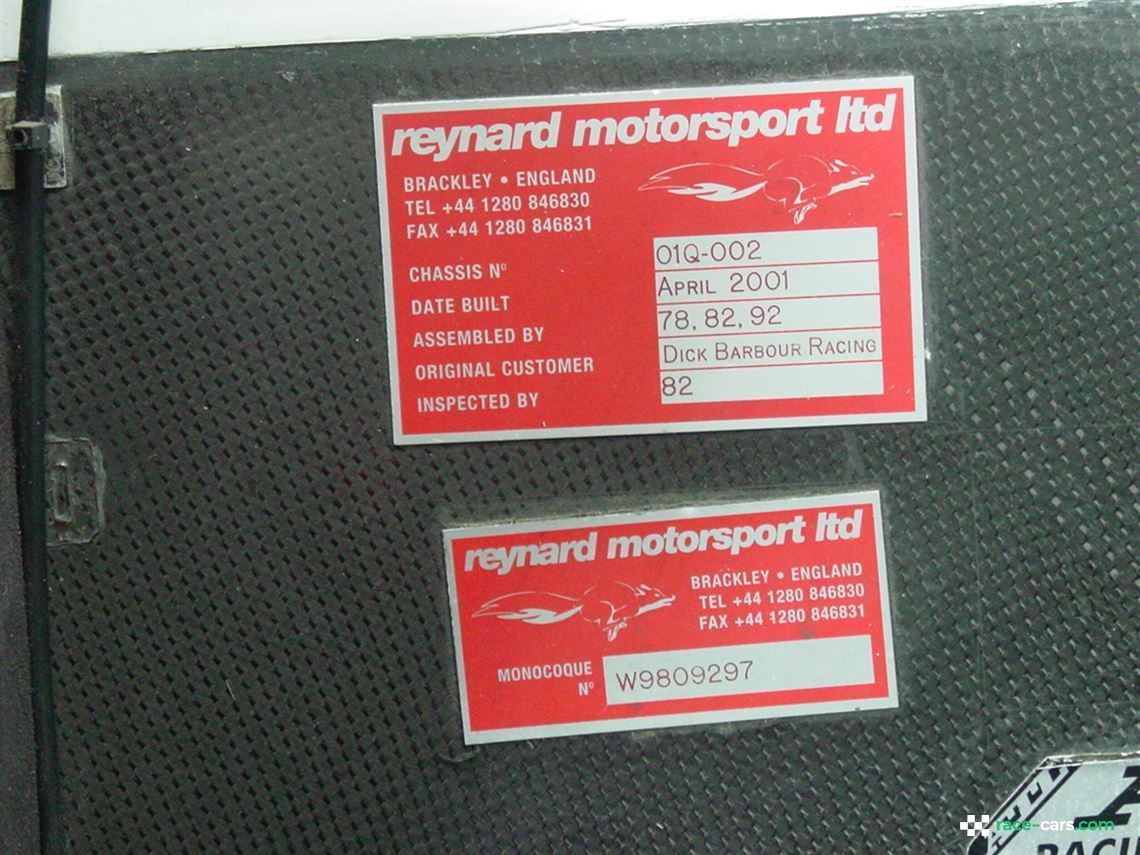 reynard motorsport ltd
BRACKLEY • ENGLAND
TEL +44 1280 846830
FAX +44 1280 846831
CHASSIS Nº 01Q-002
DATE BUILT APRIL 2001
ASSEMBLED BY 78, 82, 92
ORIGINAL CUSTOMER DICK BARBOUR RACING
INSPECTED BY 82
reynard motorsport ltd
BRACKLEY • ENGLAND
TEL +44 1280 846830
FAX +44 1280 846831
MONOCOQUE
Nº W9809297
race-cars.com